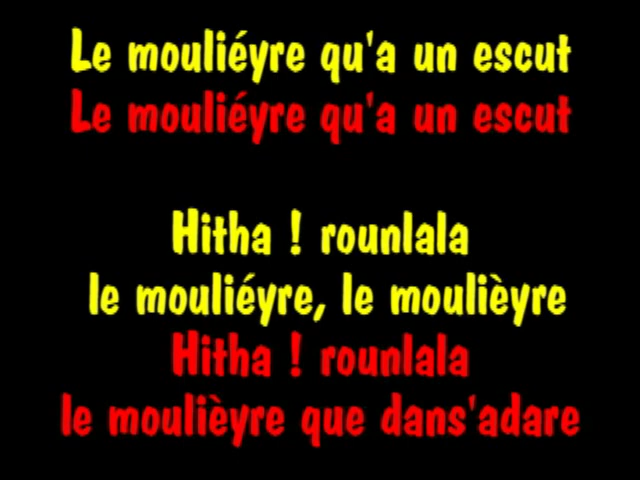 Le mouliéyre qu'a un escut
Le mouliéyre qu'a un escut
Hitha ! rounlala
le mouliéyre, le moulièyre
Hitha ! rounlala
le moulièyre que dans'adare